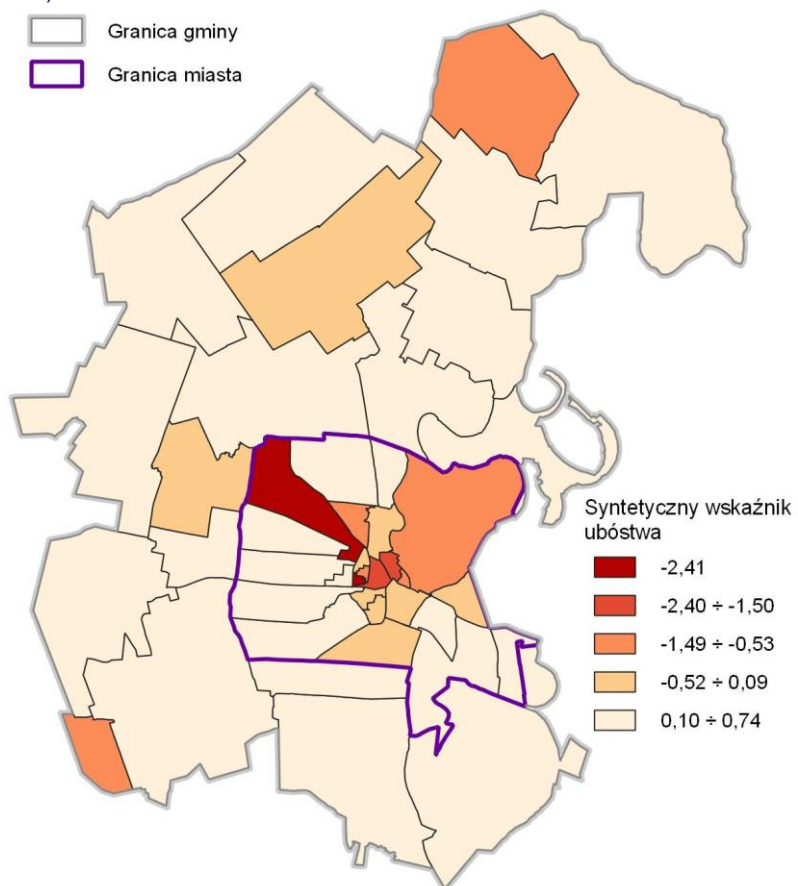 Granica gminy
Granica miasta
Syntetyczny wskaźnik
ubóstwa
-2,41
-2,40 ÷ -1,50
-1,49 ÷ -0,53
-0,52 ÷ 0,09
0,10 ÷ 0,74